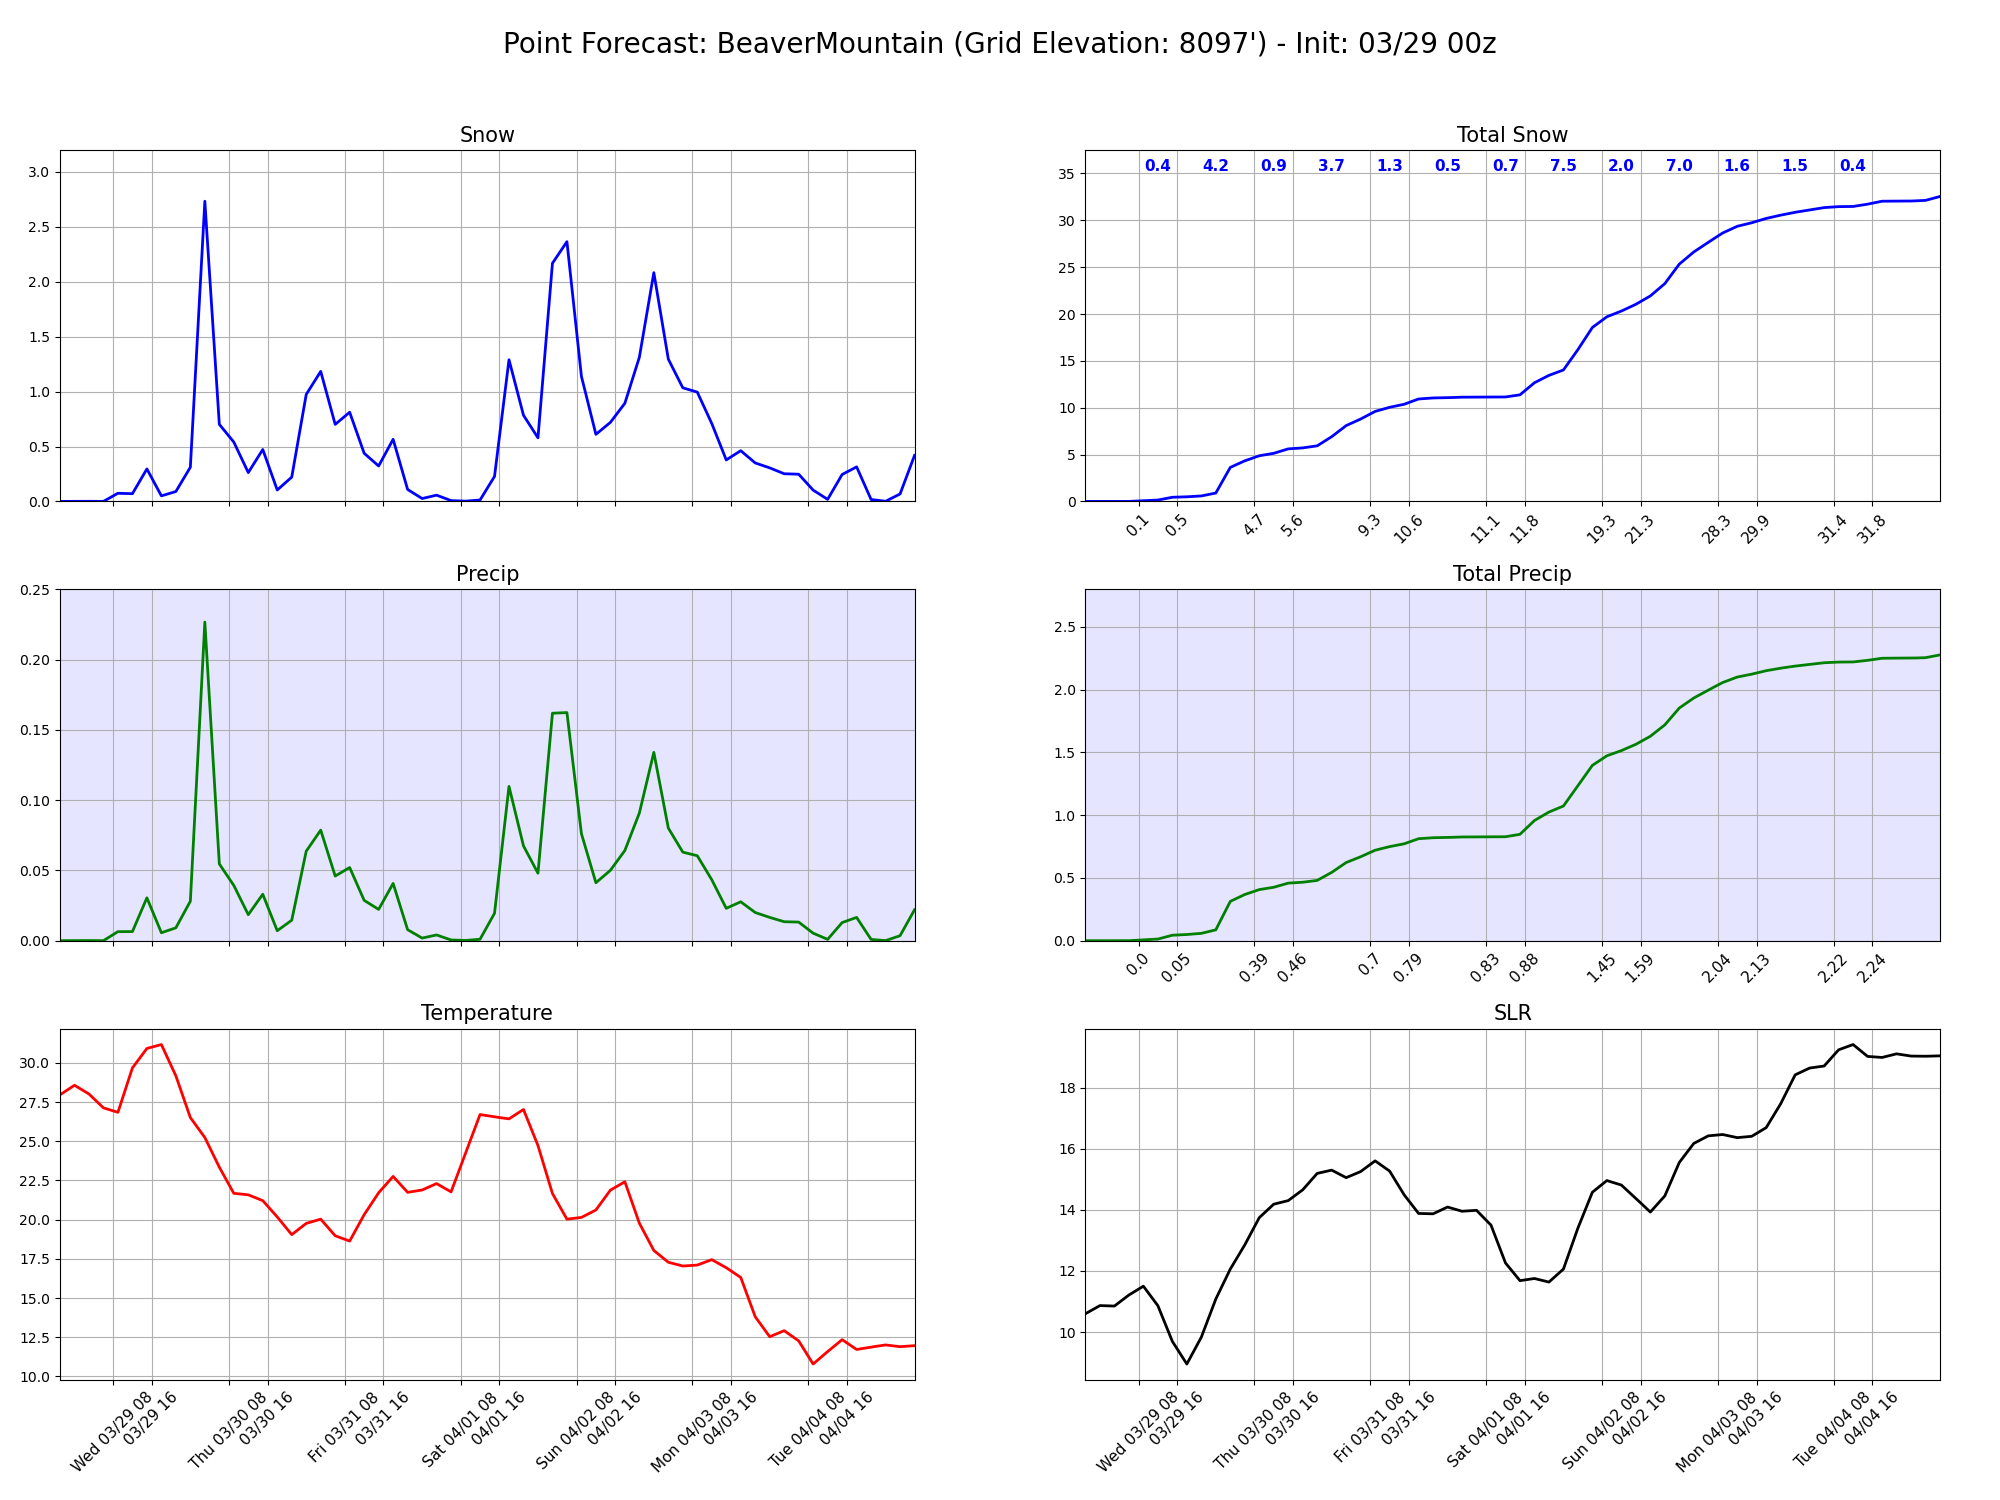 Point Forecast: BeaverMountain (Grid Elevation: 8097') - Init: 03/29 00z
Snow
3.0
2.5
2.0
1.5
1.0
0.5
0.0
Total Snow
0.4 4.2 0.9 3.7 1.3 0.5 0.7 7.5 2.0 7.0 1.6 1.5 0.4
35
30
25
20
15
10
5
0
0.1 0.5 4.7 5.6 9.3 10.6 11.1 11.8 19.3 21.3 28.3 29.9 31.4 31.8
Precip
0.25
0.20
0.15
0.10
0.05
0.00
Total Precip
2.5
2.0
1.5
1.0
0.5
0.0
0.0 0.05 0.39 0.46 0.7 0.79 0.83 0.88 1.45 1.59 2.04 2.13 2.22 2.24
Temperature
30.0
27.5
25.0
22.5
20.0
17.5
15.0
12.5
10.0
Wed 03/29 08
03/29 16
Thu 03/30 08
03/30 16
Fri 03/31 08
03/31 16
Sat 04/01 08
04/01 16
Sun 04/02 08
04/02 16
Mon 04/03 08
04/03 16
Tue 04/04 08
04/04 16
SLR
18
16
14
12
10
Wed 03/29 08
03/29 16
Thu 03/30 08
03/30 16
Fri 03/31 08
03/31 16
Sat 04/01 08
04/01 16
Sun 04/02 08
04/02 16
Mon 04/03 08
04/03 16
Tue 04/04 08
04/04 16